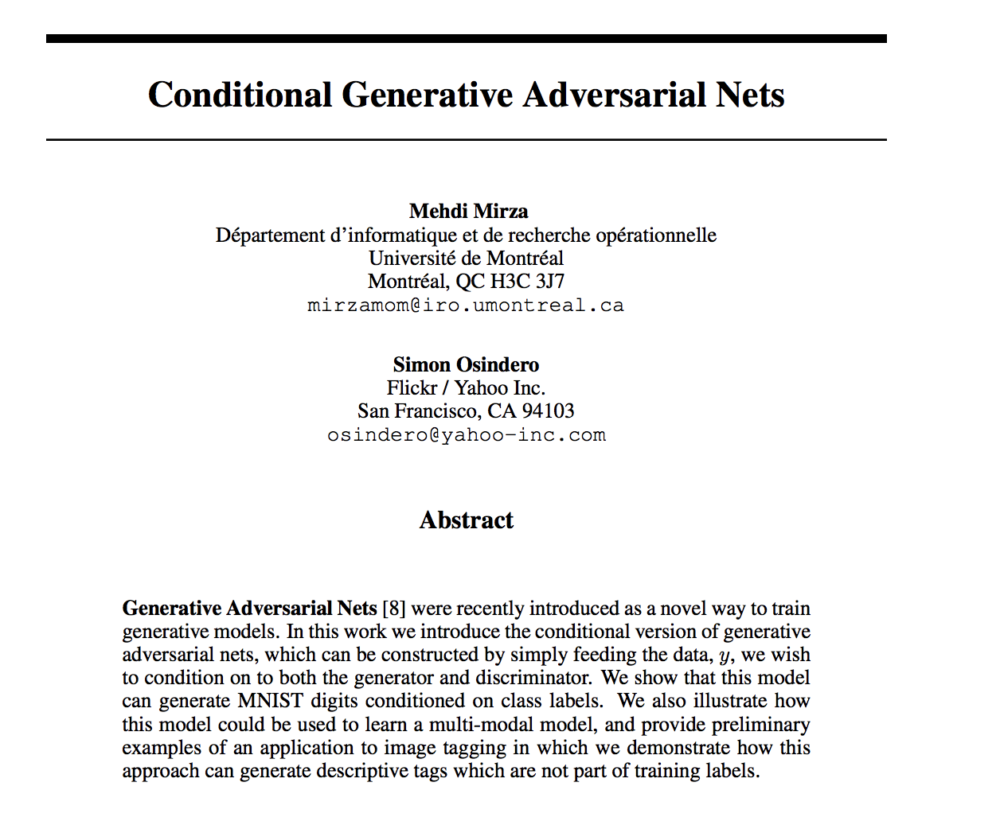 Conditional Generative Adversarial Nets
Mehdi Mirza
Département d’informatique et de recherche opérationnelle
Université de Montréal
Montréal, QC H3C 3J7
mirzamom@iro.umontreal.ca
Simon Osindero
Flickr / Yahoo Inc.
San Francisco, CA 94103
osindero@yahoo-inc.com
Abstract
Generative Adversarial Nets [8] were recently introduced as a novel way to train
generative models. In this work we introduce the conditional version of generative
adversarial nets, which can be constructed by simply feeding the data, y, we wish
to condition on to both the generator and discriminator. We show that this model
can generate MNIST digits conditioned on class labels. We also illustrate how
this model could be used to learn a multi-modal model, and provide preliminary
examples of an application to image tagging in which we demonstrate how this
approach can generate descriptive tags which are not part of training labels.